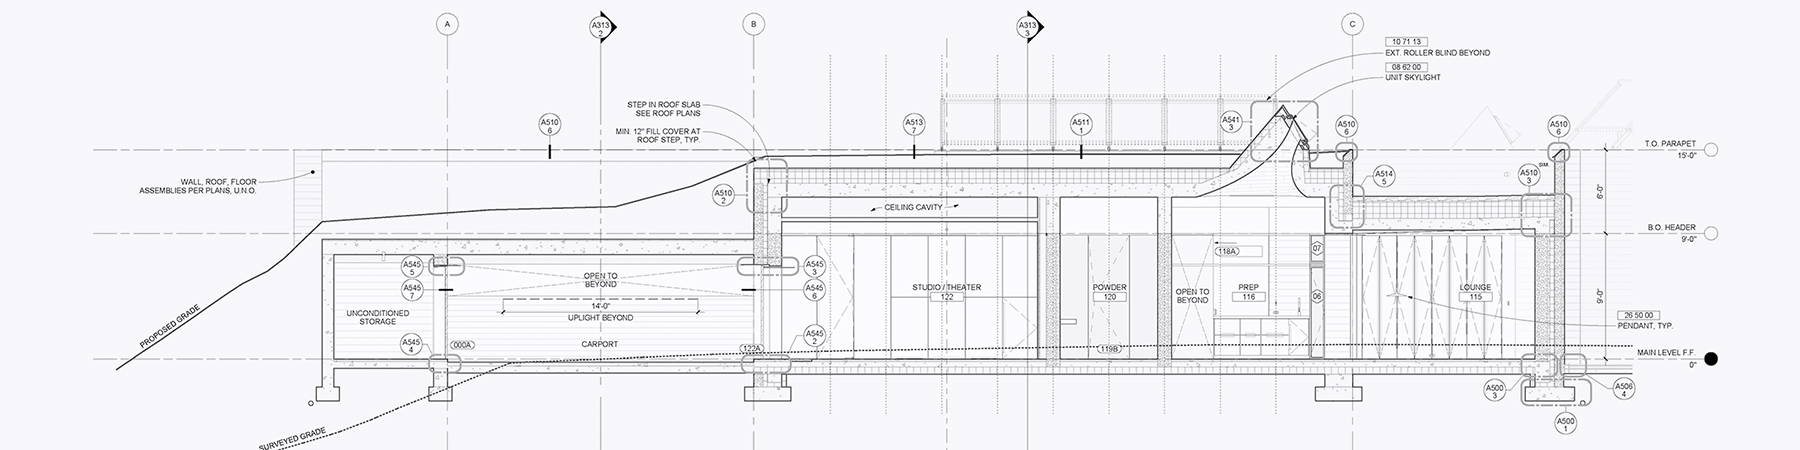 A
A313
2
B
A313
3
C
10 71 13
EXT. ROLLER BLIND BEYOND
08 62 00
UNIT SKYLIGHT
STEP IN ROOF SLAB
SEE ROOF PLANS
MIN. 12" FILL COVER AT
ROOF STEP, TYP.
A510
6
A513
7
A511
1
A541
3
A510
6
A510
6
T.O. PARAPET
15'-0"
WALL, ROOF, FLOOR
ASSEMBLIES PER PLANS, U.N.O.
A510
2
CEILING CAVITY
A514
5
SIM.
A510
3
6'-0"
B.O. HEADER
9'-0"
A545
5
A545
7
OPEN TO
BEYOND
14'-0"
UPLIGHT BEYOND
A545
3
A545
6
STUDIO / THEATER
122
POWDER
120
OPEN TO
BEYOND
118A
PREP
116
07
06
LOUNGE
115
9'-0"
26 50 00
PENDANT, TYP.
PROPOSED GRADE
UNCONDITIONED
STORAGE
A545
4
000A
CARPORT
122A
A545
2
119B
MAIN LEVEL F.F.
0"
A500
3
A506
4
A500
1
SURVEYED GRADE